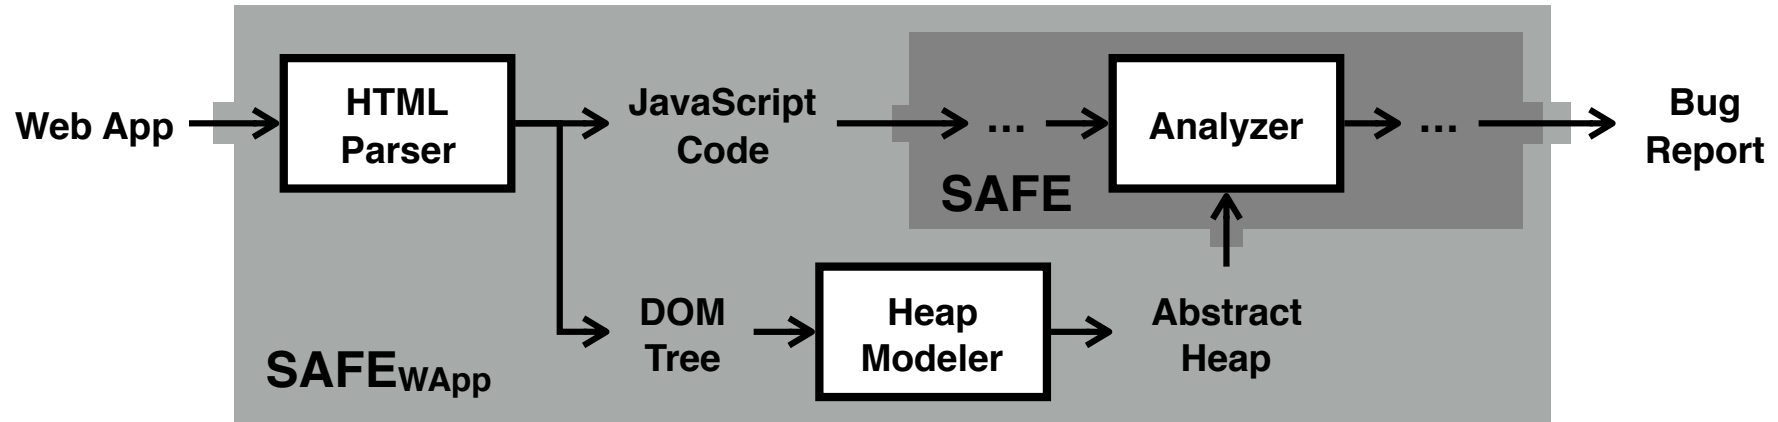 Web App
HTML
Parser
JavaScript
Code
...
Analyzer
...
Bug
Report
SAFE
DOM
Tree
Heap
Modeler
Abstract
Heap
SAFEWApp